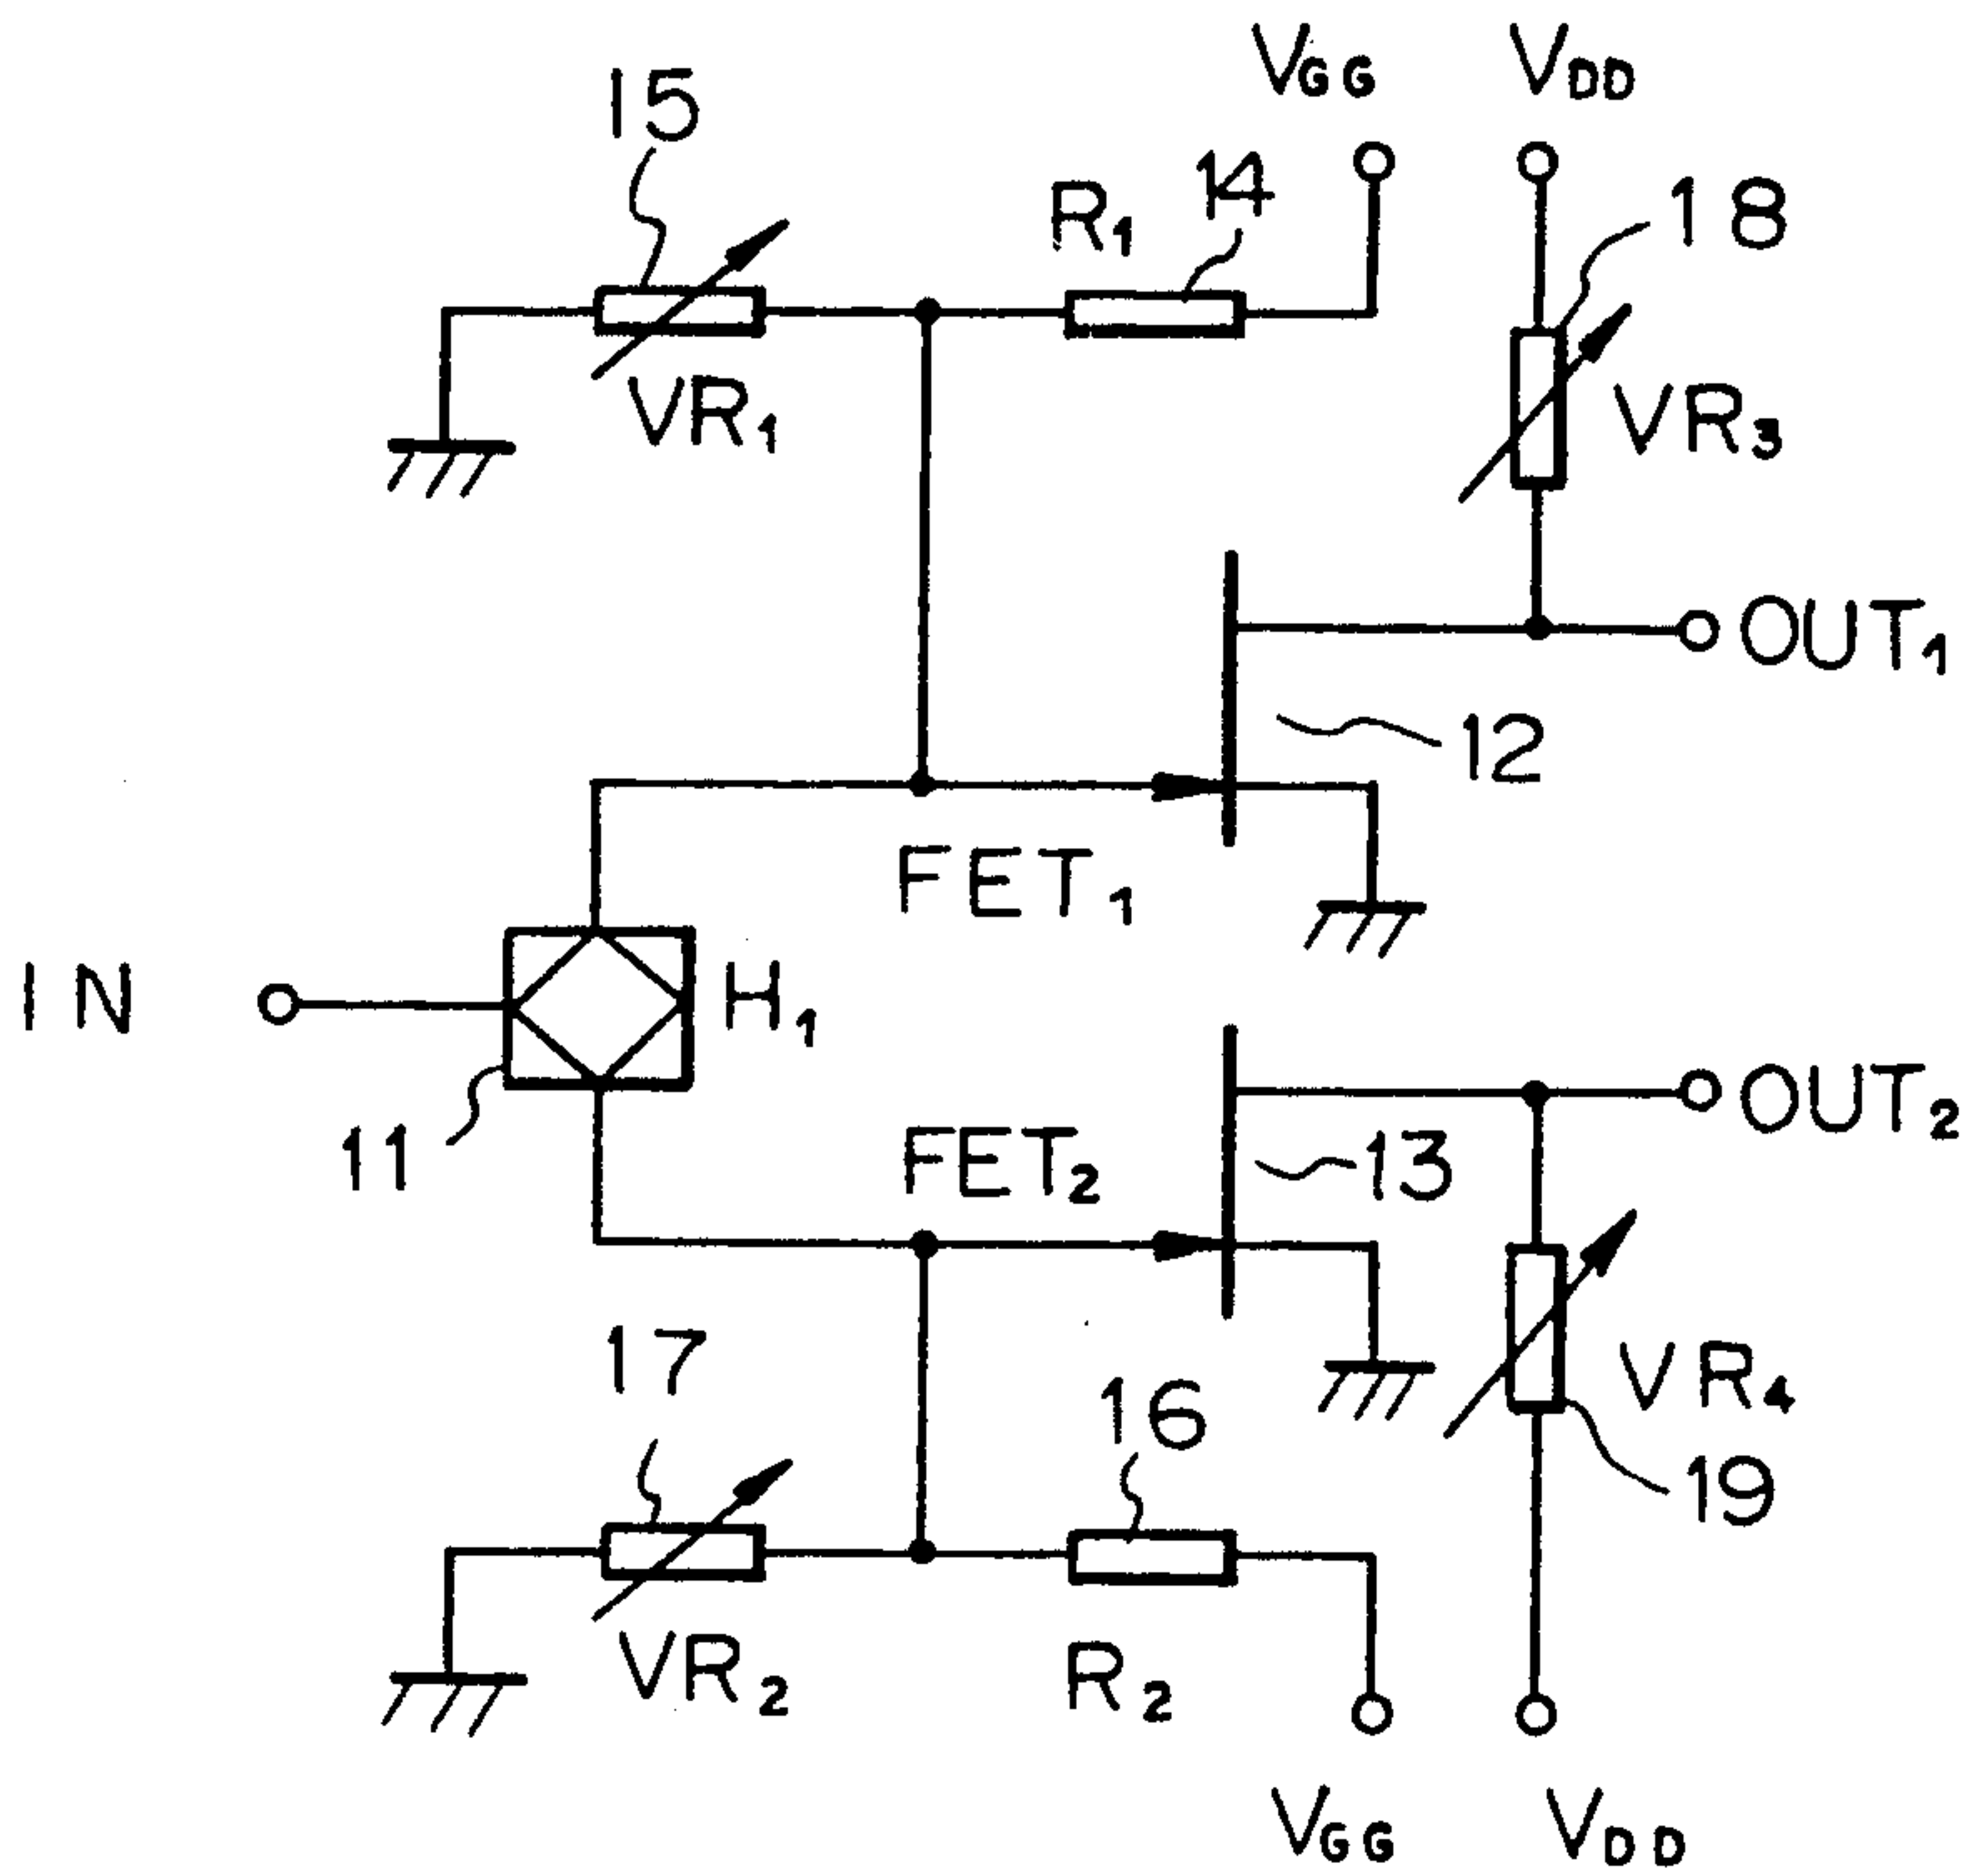 VGG
VDD
15
14
R1
18
VR1
VR3
OUT1
12
FET1
IN
H1
11
FET2
13
OUT2
17
16
VR4
19
VR2
R2
VGG
VDD